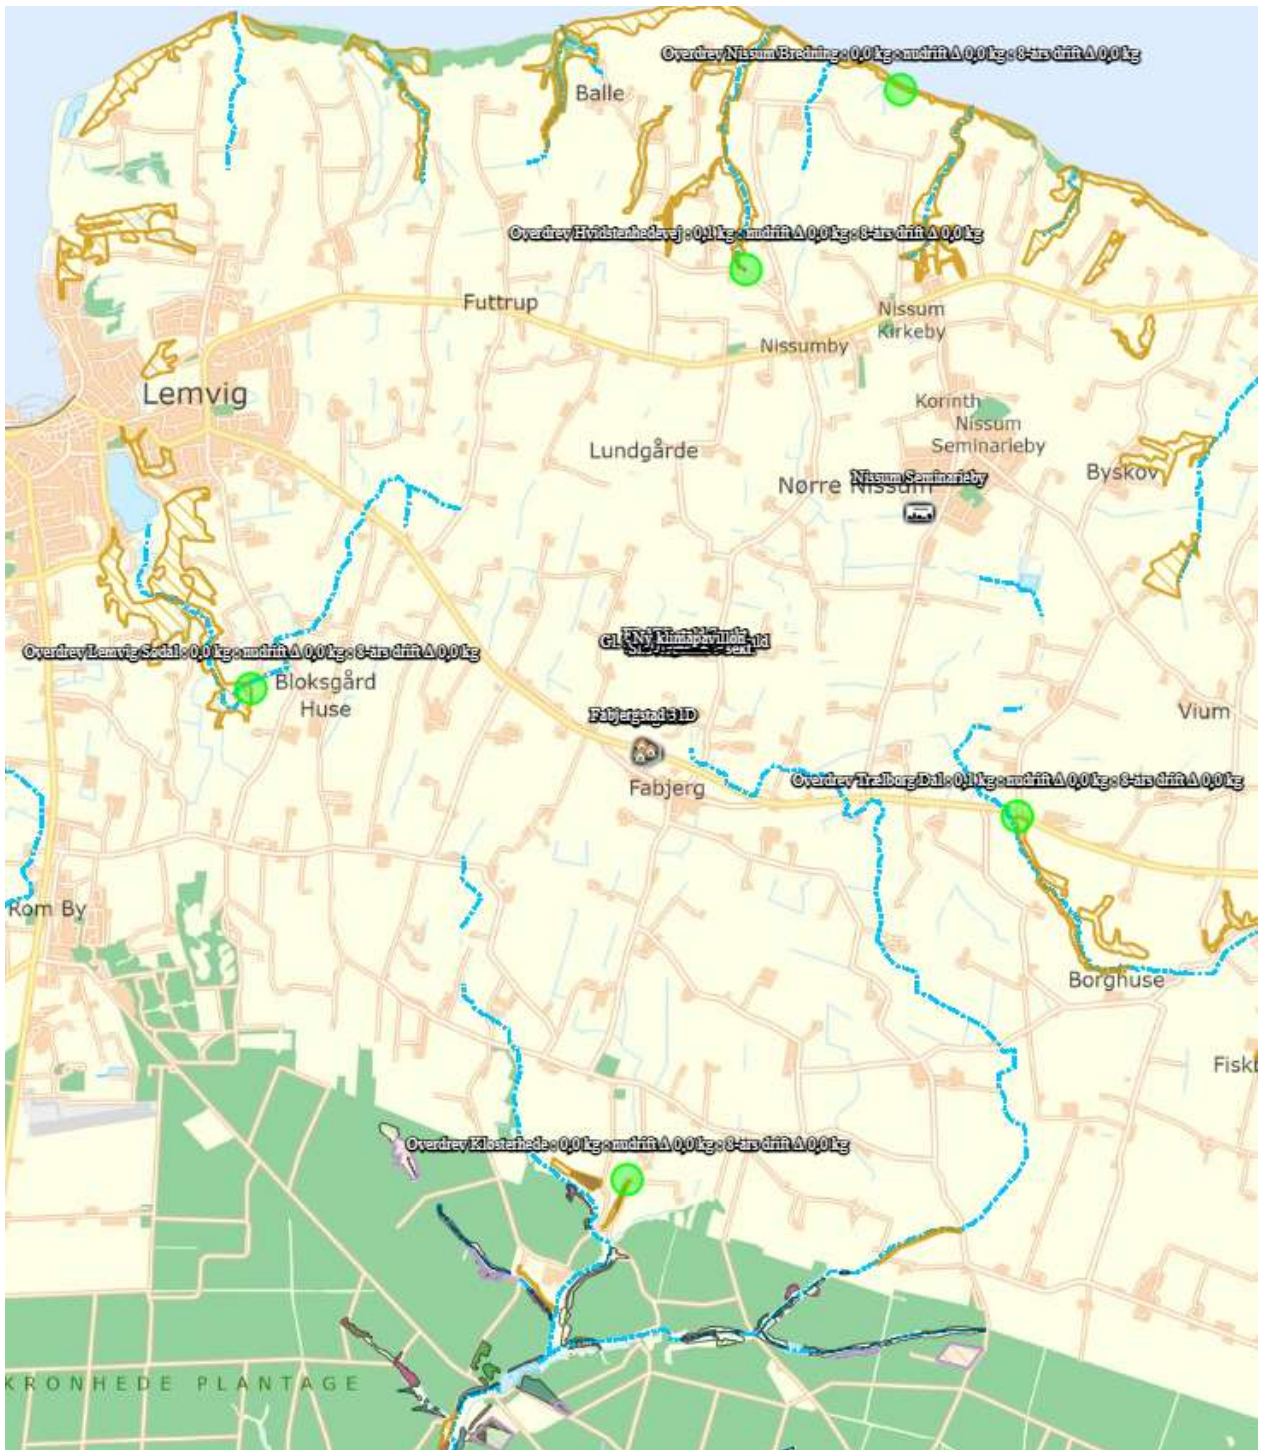 Overdrev Nissum Bredning : 0,0 kg : nudrift Δ 0,0 kg : 8-års drift Δ 0,0 kg
Balle
Overdrev Hvidstenhedevej : 0,1 kg : nudrift Δ 0,0 kg : 8-års drift Δ 0,0 kg
Futtrup
Nissum
Kirkeby
Nissumby
Lemvig
Korinth
Nissum
Seminarieby
Lundgårde
Byskov
Nørre Nissum
Nissum Seminarieby
Ny klimapavillon
Overdrev Lemvig Sødal : 0,0 kg : nudrift Δ 0,0 kg : 8-års drift Δ 0,0 kg
Bloksgård
Huse
Vium
Fabjergstad 3 1D
Fabjerg
Overdrev Trælborg Dal : 0,1 kg : nudrift Δ 0,0 kg : 8-års drift Δ 0,0 kg
Rom By
Borghuse
Overdrev Klosterhede : 0,0 kg : nudrift Δ 0,0 kg : 8-års drift Δ 0,0 kg
KRONHEDE PLANTAGE